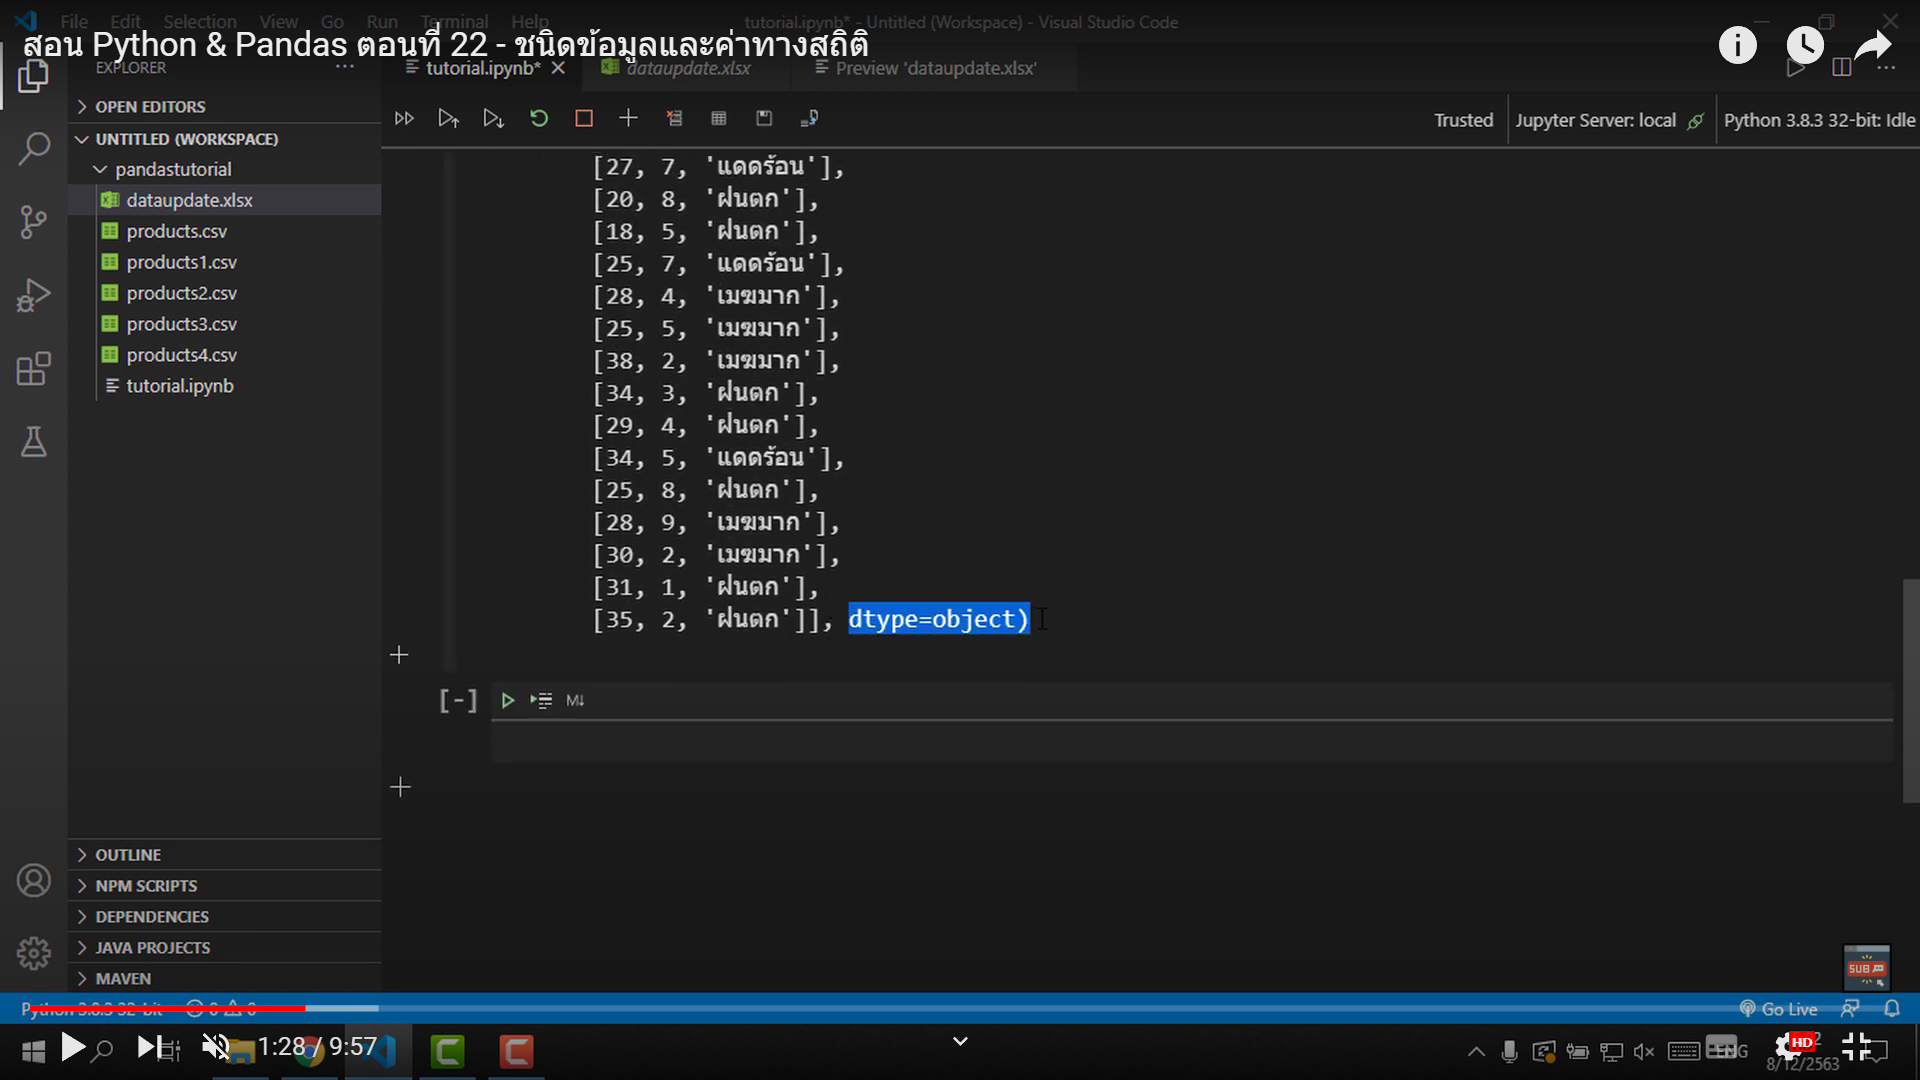 File Edit Selection View Go Run Terminal Help tutorial.ipynb* - Untitled (Workspace) - Visual Studio Code
สอน Python & Pandas ตอนที่ 22 - ชนิดข้อมูลและค่าทางสถิติ
EXPLORER ...
tutorial.ipynb* dataupdate.xlsx Preview 'dataupdate.xlsx'
OPEN EDITORS
UNTITLED (WORKSPACE)
pandastutorial
dataupdate.xlsx
products.csv
products1.csv
products2.csv
products3.csv
products4.csv
tutorial.ipynb
Trusted Jupyter Server: local Python 3.8.3 32-bit: Idle
[27, 7, 'แดดร้อน'],
[20, 8, 'ฝนตก'],
[18, 5, 'ฝนตก'],
[25, 7, 'แดดร้อน'],
[28, 4, 'เมฆมาก'],
[25, 5, 'เมฆมาก'],
[38, 2, 'เมฆมาก'],
[34, 3, 'ฝนตก'],
[29, 4, 'ฝนตก'],
[34, 5, 'แดดร้อน'],
[25, 8, 'ฝนตก'],
[28, 9, 'เมฆมาก'],
[30, 2, 'เมฆมาก'],
[31, 1, 'ฝนตก'],
[35, 2, 'ฝนตก']], dtype=object)
[-] M↓
OUTLINE
NPM SCRIPTS
DEPENDENCIES
JAVA PROJECTS
MAVEN
SUB
Python 3.8.3 32-bit 0 0 Go Live
1:28 / 9:57
ENG HD
8/12/2563